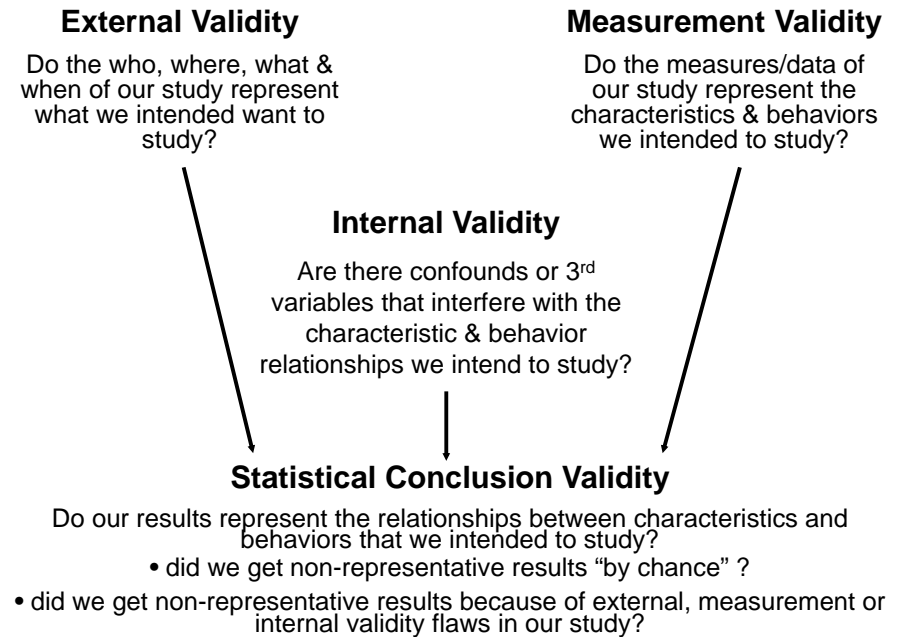 External Validity
Do the who, where, what &
when of our study represent
what we intended want to
study?
Measurement Validity
Do the measures/data of
our study represent the
characteristics & behaviors
we intended to study?
Internal Validity
Are there confounds or 3rd
variables that interfere with the
characteristic & behavior
relationships we intend to study?
Statistical Conclusion Validity
Do our results represent the relationships between characteristics and
behaviors that we intended to study?
• did we get non-representative results “by chance” ?
• did we get non-representative results because of external, measurement or
internal validity flaws in our study?